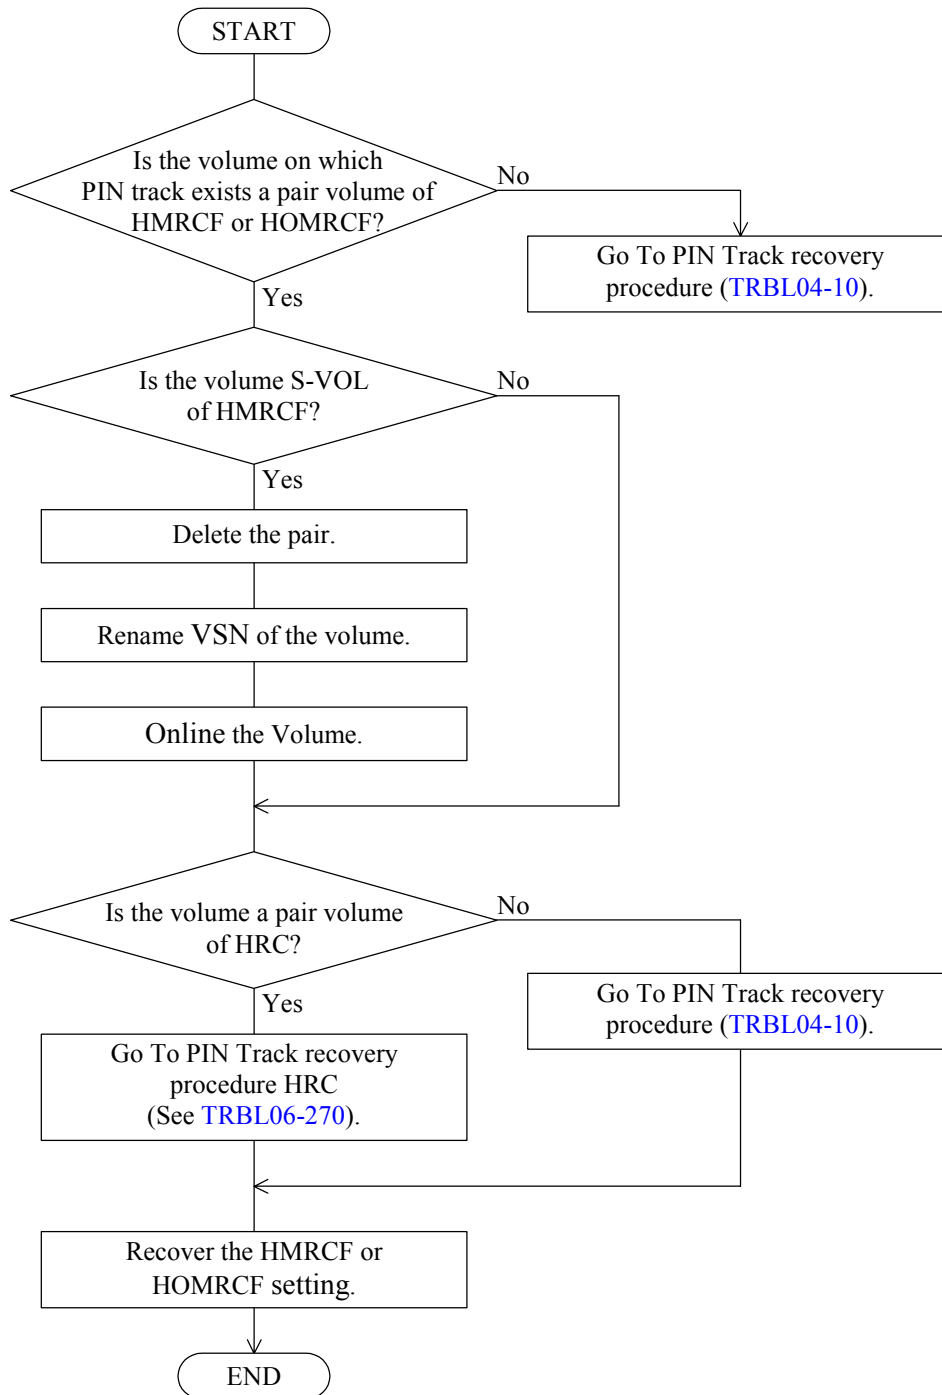 START
Is the volume on which
PIN track exists a pair volume of
HMRCF or HOMRCF?
No
Go To PIN Track recovery
procedure (TRBL04-10).
Yes
Is the volume S-VOL
of HMRCF?
No
Yes
Delete the pair.
Rename VSN of the volume.
Online the Volume.
Is the volume a pair volume
of HRC?
No
Go To PIN Track recovery
procedure (TRBL04-10).
Yes
Go To PIN Track recovery
procedure HRC
(See TRBL06-270).
Recover the HMRCF or
HOMRCF setting.
END